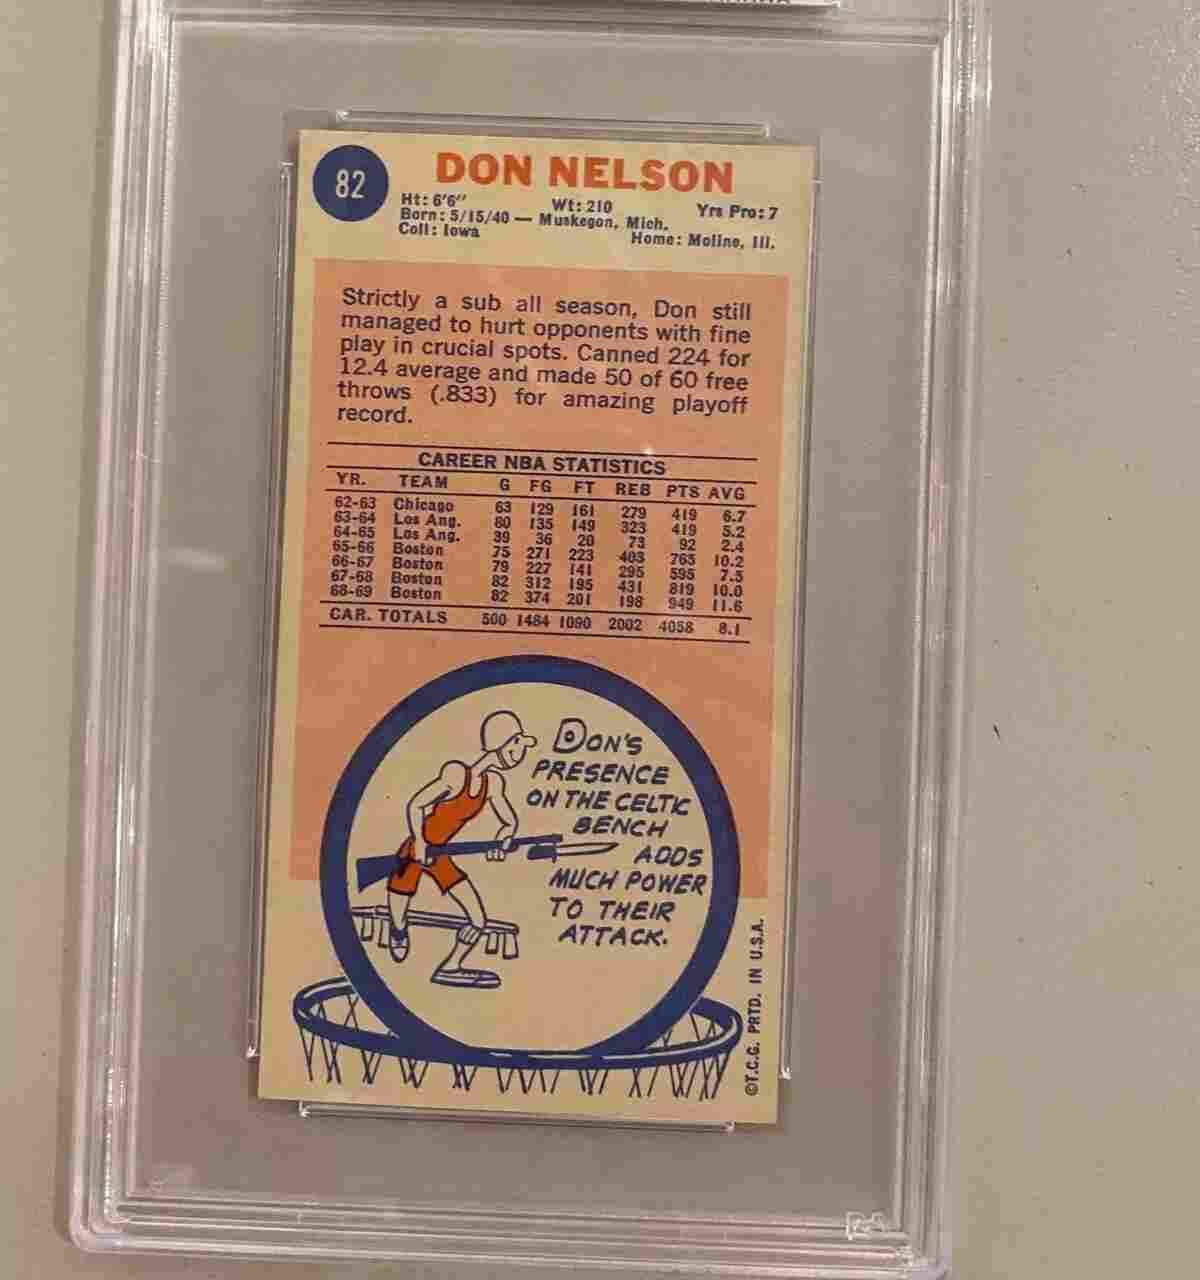 82
DON NELSON
Ht: 6'6" Wt: 210 Yrs Pro: 7
Born: 5/15/40 — Muskegon, Mich.
Coll: Iowa Home: Moline, Ill.
Strictly a sub all season, Don still
managed to hurt opponents with fine
play in crucial spots. Canned 224 for
12.4 average and made 50 of 60 free
throws (.833) for amazing playoff
record.
CAREER NBA STATISTICS
YR. TEAM G FG FT REB PTS AVG
62-63 Chicago 63 129 161 279 419 6.7
63-64 Los Ang. 80 135 149 323 419 5.2
64-65 Los Ang. 39 36 20 73 92 2.4
65-66 Boston 75 271 223 403 765 10.2
66-67 Boston 79 227 141 295 595 7.5
67-68 Boston 82 312 195 431 819 10.0
68-69 Boston 82 374 201 198 949 11.6
CAR. TOTALS 500 1484 1090 2002 4058 8.1
DON'S
PRESENCE
ON THE CELTIC
BENCH
ADDS
MUCH POWER
TO THEIR
ATTACK.
©T.C.G. PRTD. IN U.S.A.